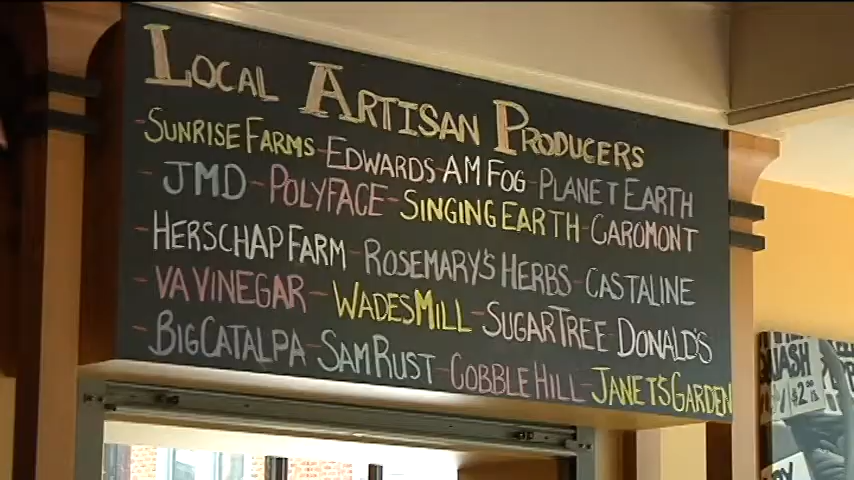 LOCAL ARTISAN PRODUCERS
- SUNRISE FARMS - EDWARDS - AM FOG - PLANET EARTH
- JMD - POLYFACE - SINGING EARTH - CAROMONT
- HERSCHAP FARM - ROSEMARY'S HERBS - CASTALINE
- VA VINEGAR - WADES MILL - SUGAR TREE - DONALD'S
- BIG CATALPA - SAM RUST - COBBLE HILL - JANET'S GARDEN
$2